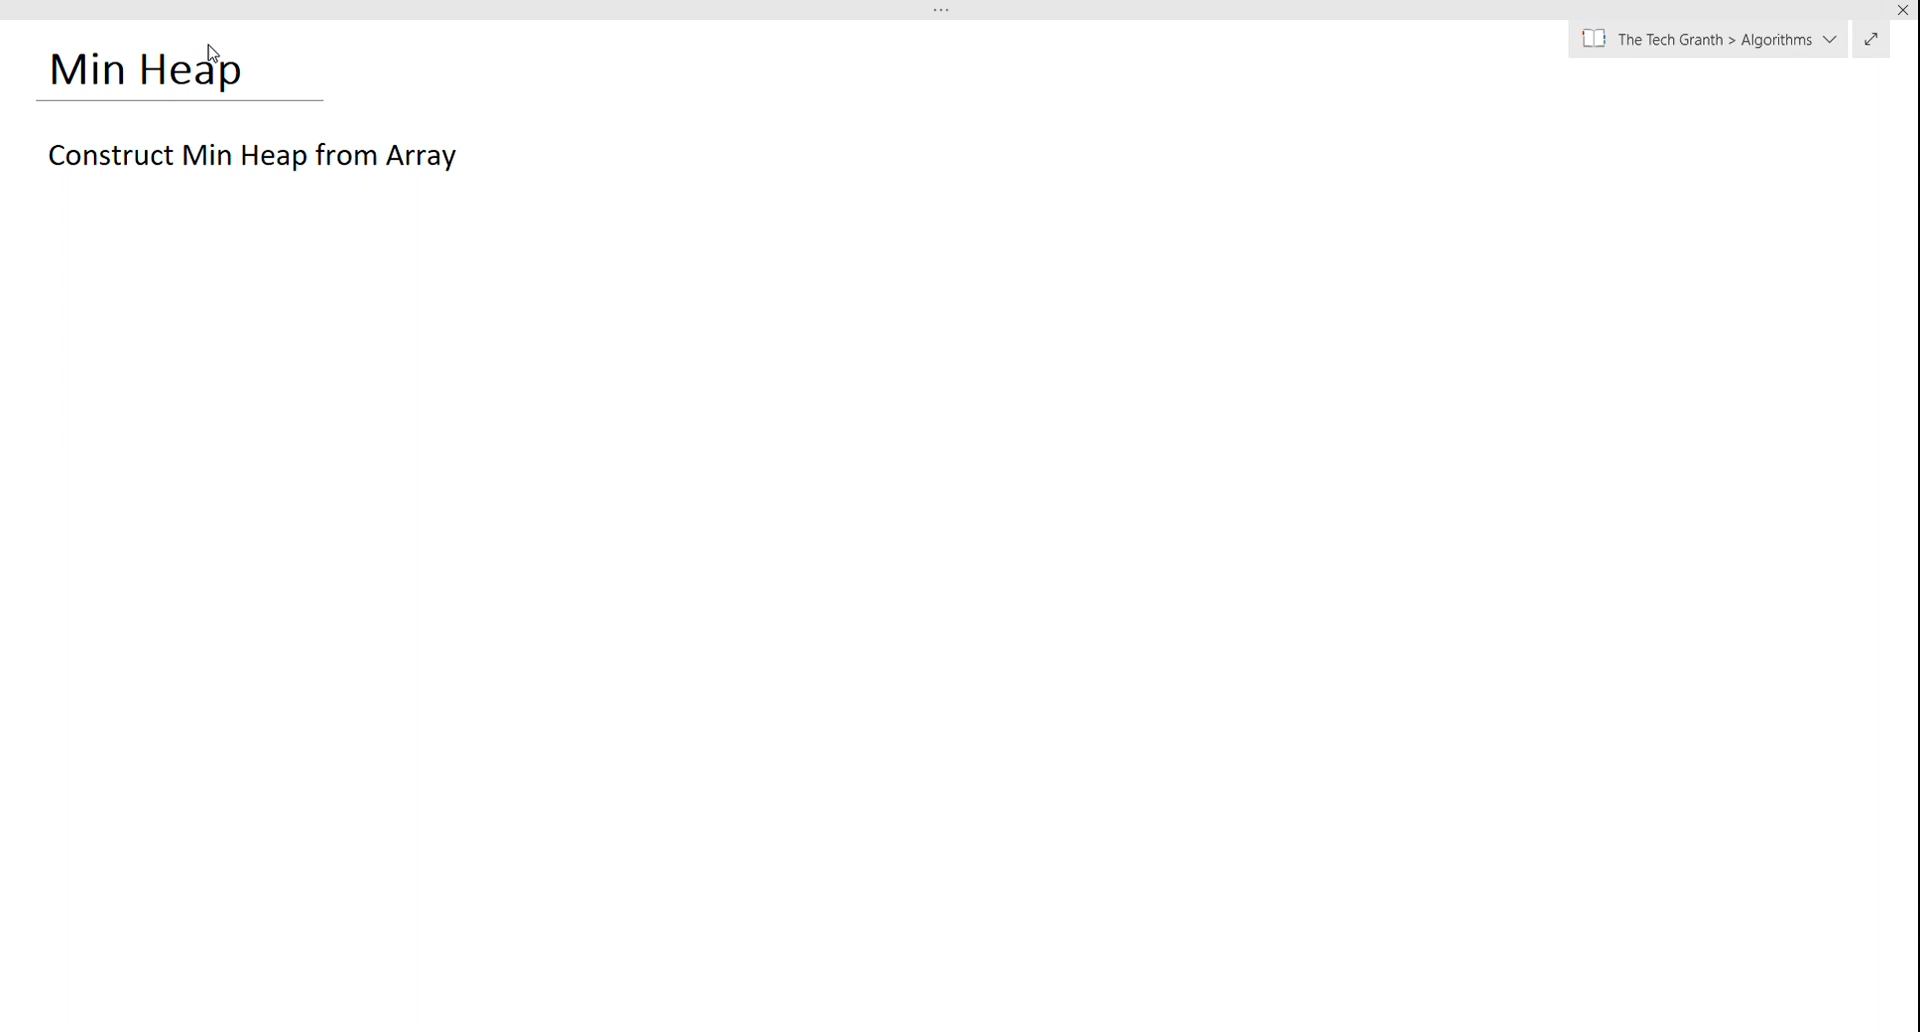 The Tech Granth > Algorithms
Min Heap
Construct Min Heap from Array